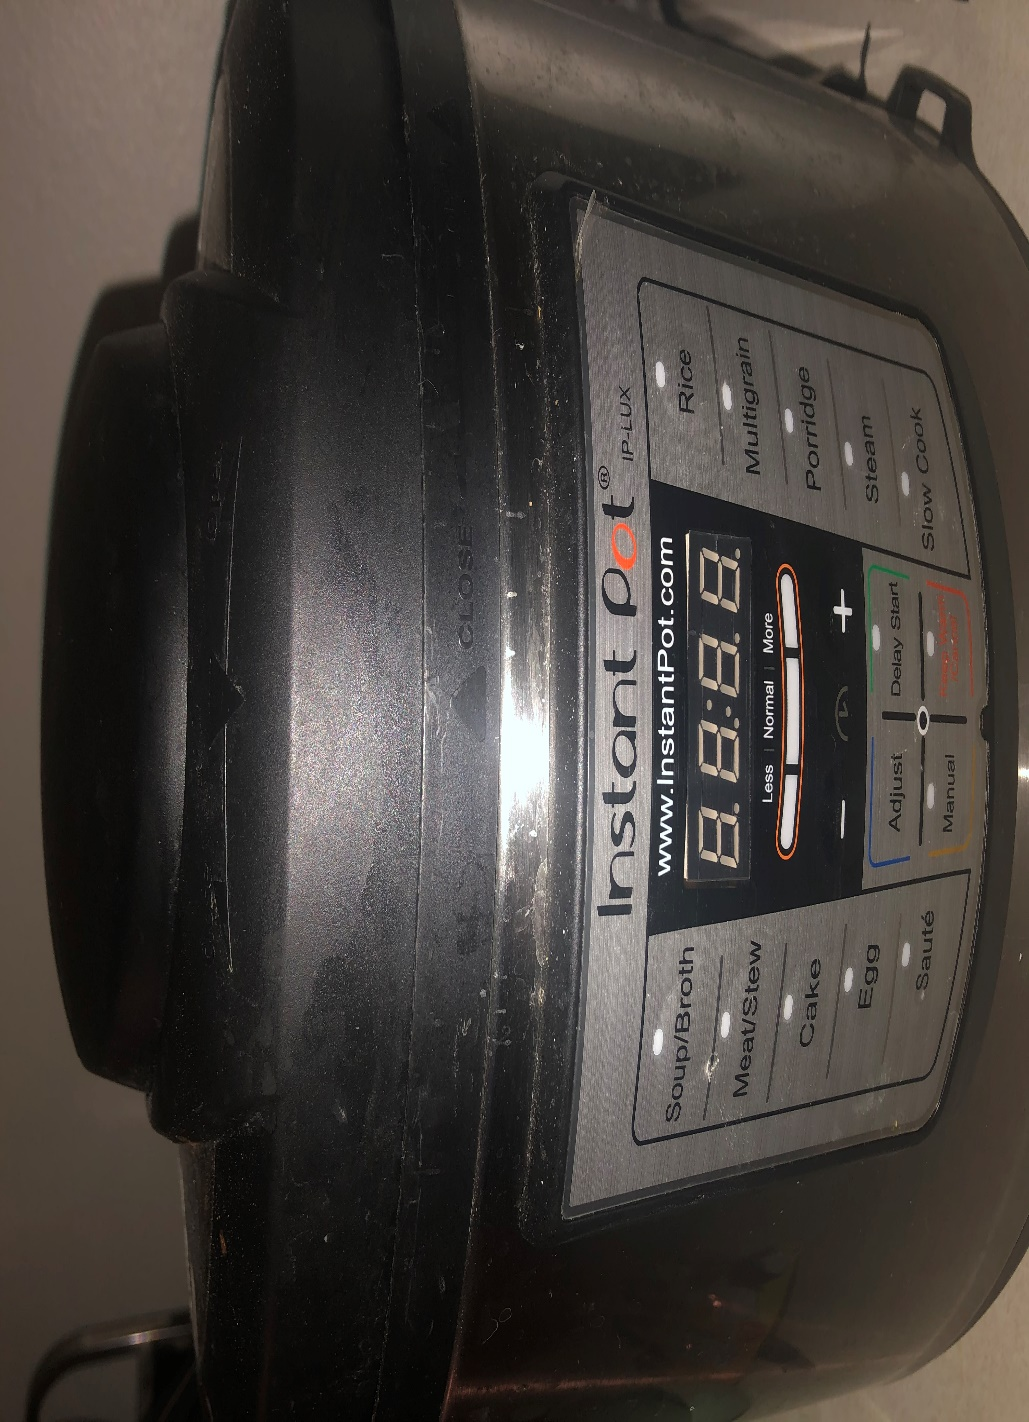 CLOSE
Instant Pot® IP-LUX
www.InstantPot.com
8.8:8.8.
Less | Normal | More
− +
Soup/Broth
Meat/Stew
Cake
Egg
Sauté
Rice
Multigrain
Porridge
Steam
Slow Cook
Adjust
Delay Start
Manual